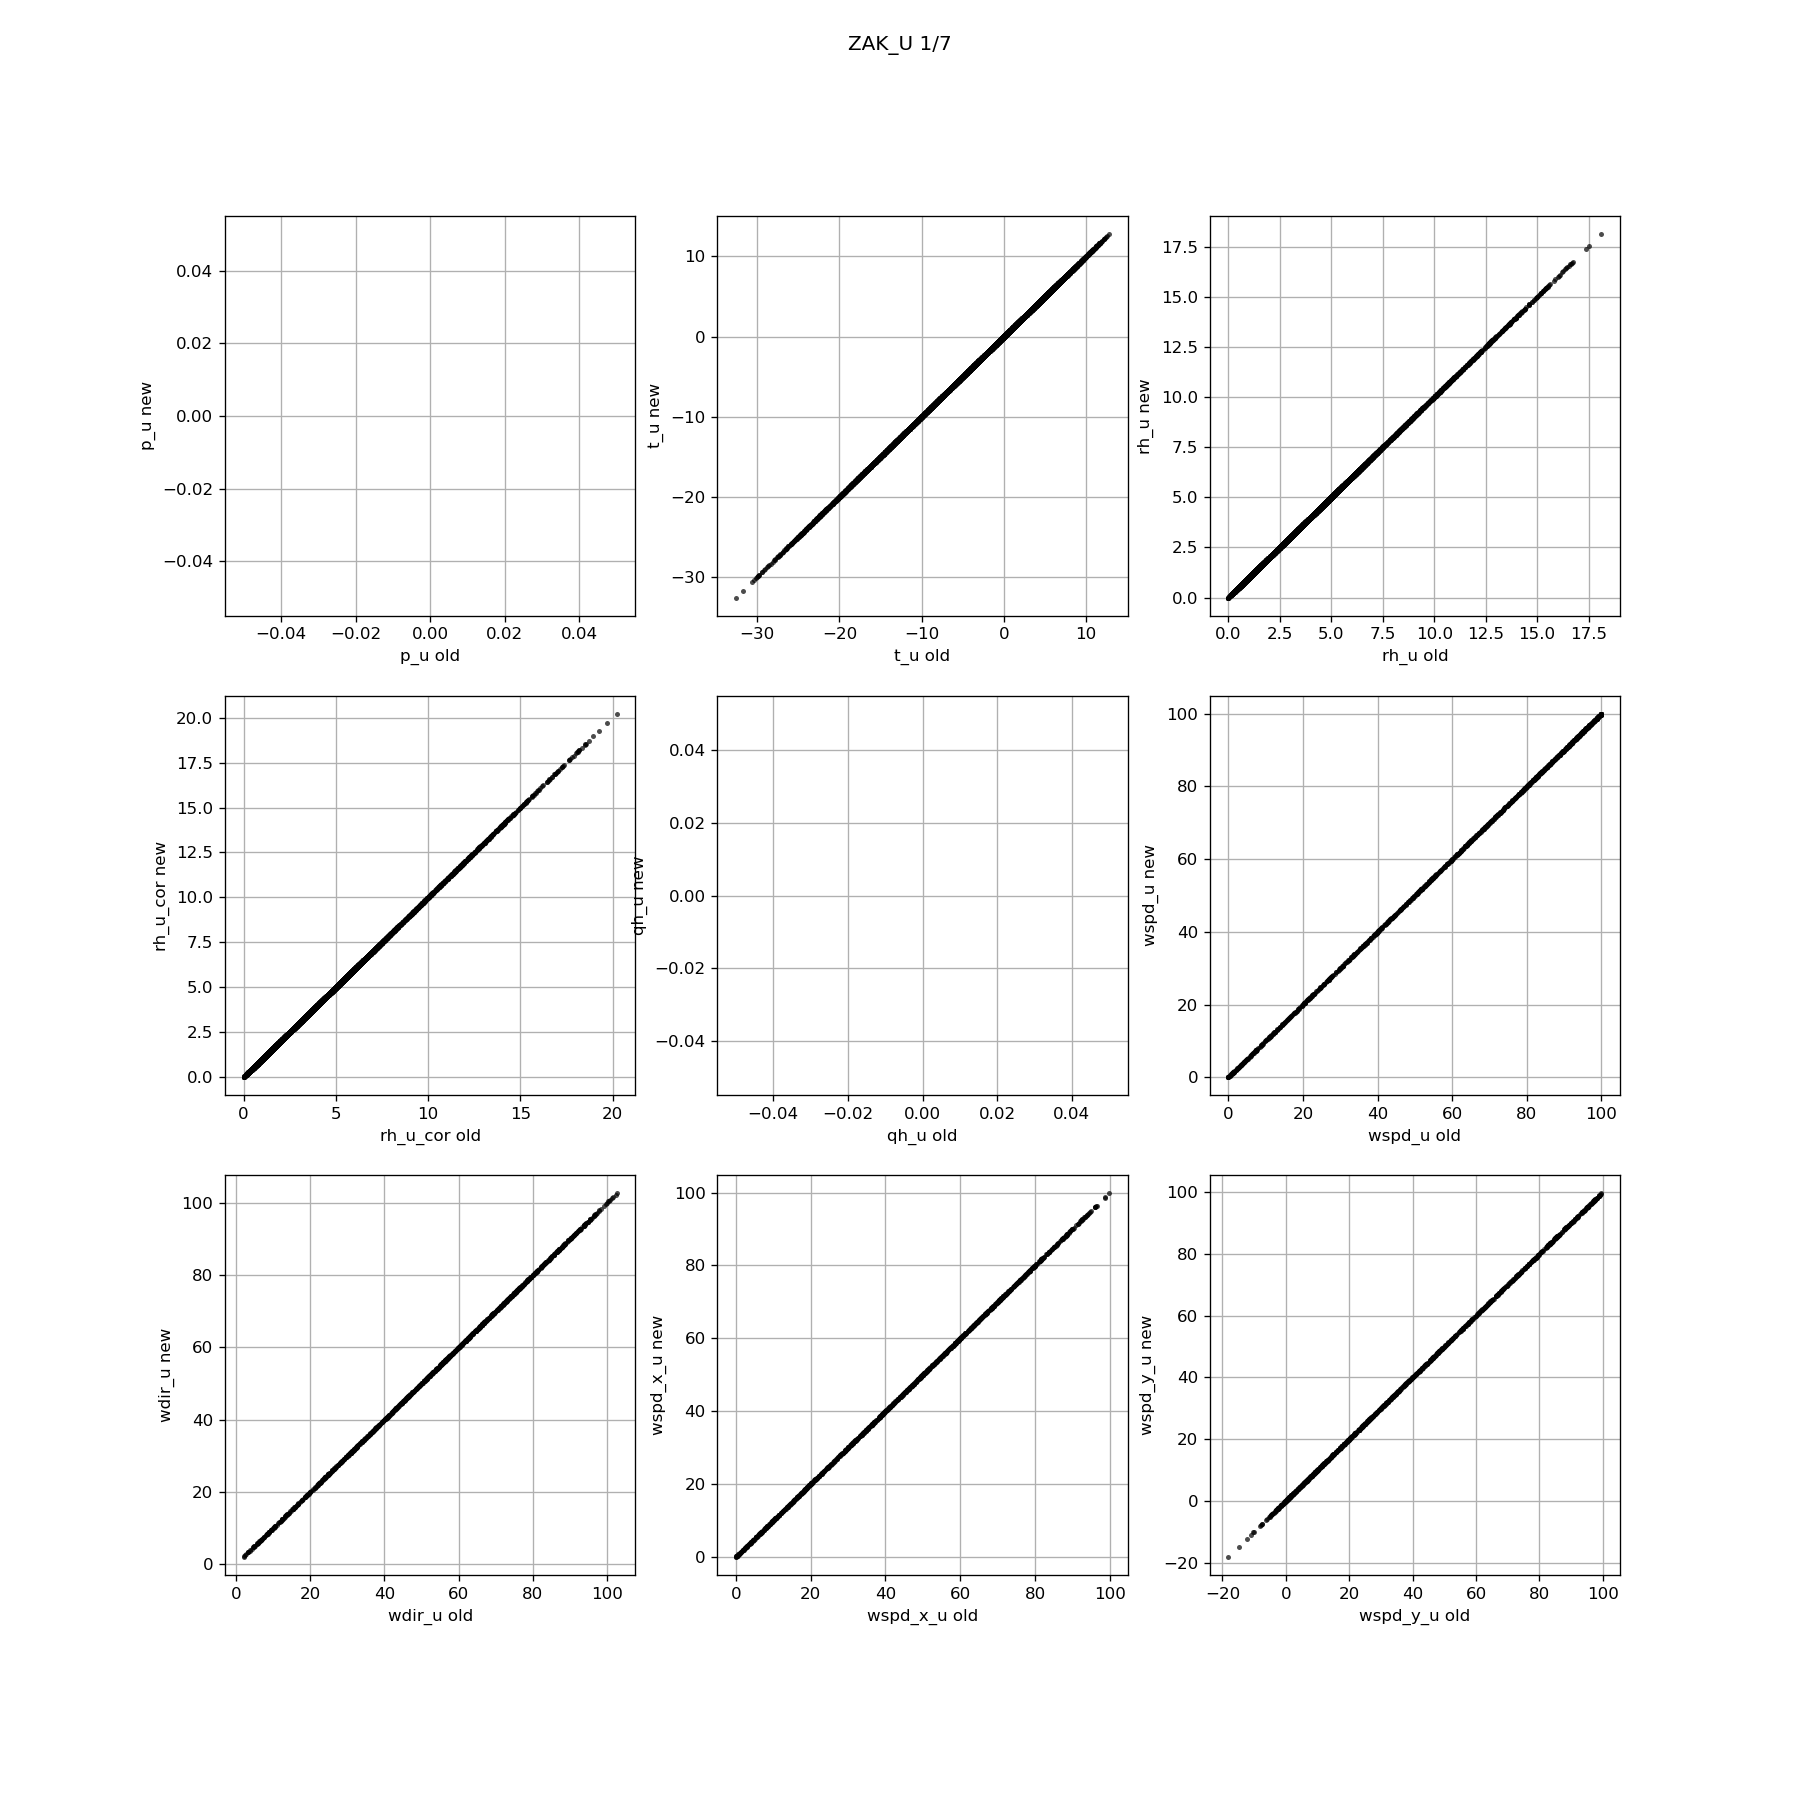 ZAK_U 1/7
0.04
0.02
0.00
−0.02
−0.04
p_u new
−0.04 −0.02 0.00 0.02 0.04
p_u old
10
0
−10
−20
−30
t_u new
−30 −20 −10 0 10
t_u old
17.5
15.0
12.5
10.0
7.5
5.0
2.5
0.0
rh_u new
0.0 2.5 5.0 7.5 10.0 12.5 15.0 17.5
rh_u old
20.0
17.5
15.0
12.5
10.0
7.5
5.0
2.5
0.0
rh_u_cor new
0 5 10 15 20
rh_u_cor old
0.04
0.02
0.00
−0.02
−0.04
qh_u new
−0.04 −0.02 0.00 0.02 0.04
qh_u old
100
80
60
40
20
0
wspd_u new
0 20 40 60 80 100
wspd_u old
100
80
60
40
20
0
wdir_u new
0 20 40 60 80 100
wdir_u old
100
80
60
40
20
0
wspd_x_u new
0 20 40 60 80 100
wspd_x_u old
100
80
60
40
20
0
−20
wspd_y_u new
−20 0 20 40 60 80 100
wspd_y_u old